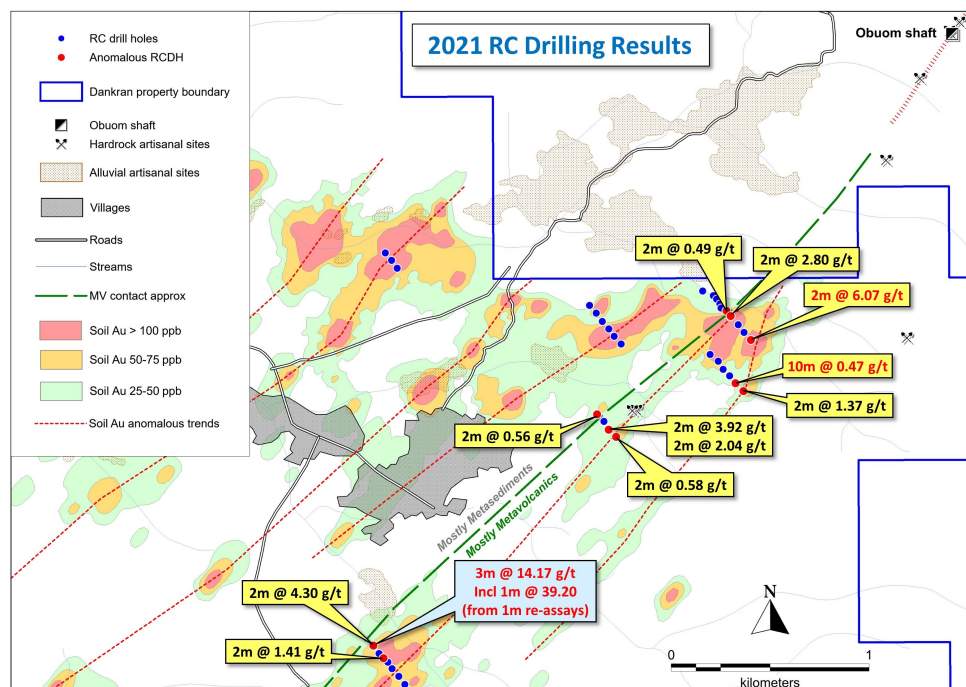 2021 RC Drilling Results
RC drill holes
Anomalous RCDH
Dankran property boundary
Obuom shaft
Hardrock artisanal sites
Alluvial artisanal sites
Villages
Roads
Streams
MV contact approx
Soil Au > 100 ppb
Soil Au 50-75 ppb
Soil Au 25-50 ppb
Soil Au anomalous trends
Obuom shaft
2m @ 0.49 g/t
2m @ 2.80 g/t
2m @ 6.07 g/t
10m @ 0.47 g/t
2m @ 1.37 g/t
2m @ 0.56 g/t
2m @ 3.92 g/t
2m @ 2.04 g/t
2m @ 0.58 g/t
Mostly Metasediments
Mostly Metavolcanics
3m @ 14.17 g/t
Incl 1m @ 39.20
(from 1m re-assays)
2m @ 4.30 g/t
2m @ 1.41 g/t
N
0 1
kilometers